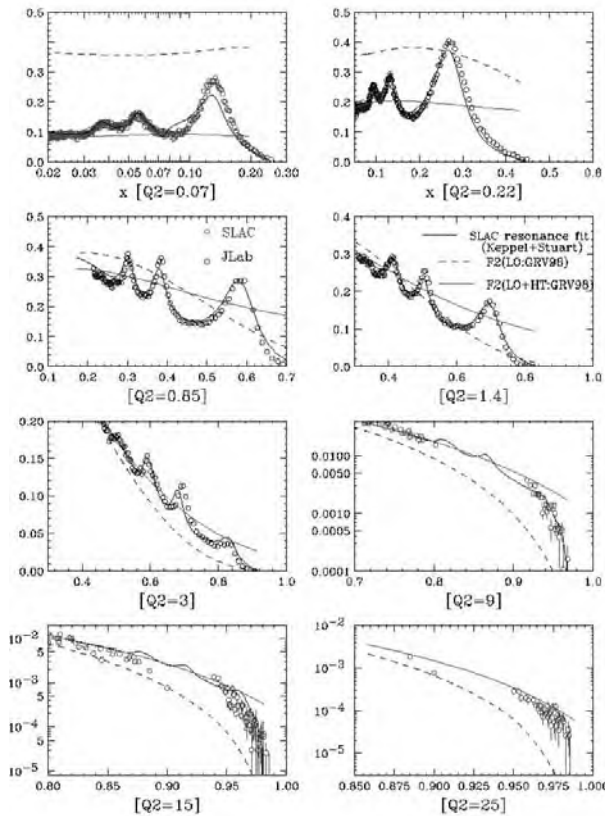 0.5
0.4
0.3
0.2
0.1
0.0
0.02 0.03 0.05 0.07 0.10 0.20 0.30
x [Q2=0.07]
0.5
0.4
0.3
0.2
0.1
0.0
0.1 0.2 0.3 0.4 0.5 0.6
x [Q2=0.22]
0.5
0.4
0.3
0.2
0.1
0.0
0.1 0.2 0.3 0.4 0.5 0.6 0.7
[Q2=0.85]
SLAC
JLab
0.4
0.3
0.2
0.1
0.0
0.4 0.6 0.8 1.0
[Q2=1.4]
SLAC resonance fit
(Keppel+Stuart)
F2(LO:GRV98)
F2(LO+HT:GRV98)
0.20
0.15
0.10
0.05
0.00
0.4 0.6 0.8 1.0
[Q2=3]
0.0100
0.0050
0.0010
0.0005
0.0001
0.7 0.8 0.9 1.0
[Q2=9]
10-2
5
10-3
5
10-4
5
10-5
0.80 0.85 0.90 0.95 1.00
[Q2=15]
10-2
10-3
10-4
10-5
0.850 0.875 0.900 0.925 0.950 0.975 1.000
[Q2=25]